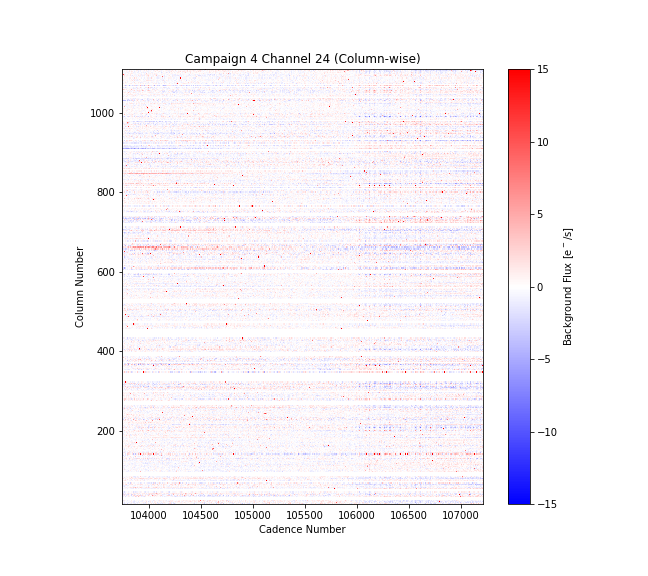 Campaign 4 Channel 24 (Column-wise)
Column Number
1000
800
600
400
200
104000 104500 105000 105500 106000 106500 107000
Cadence Number
15
10
5
0
−5
−10
−15
Background Flux [e⁻/s]